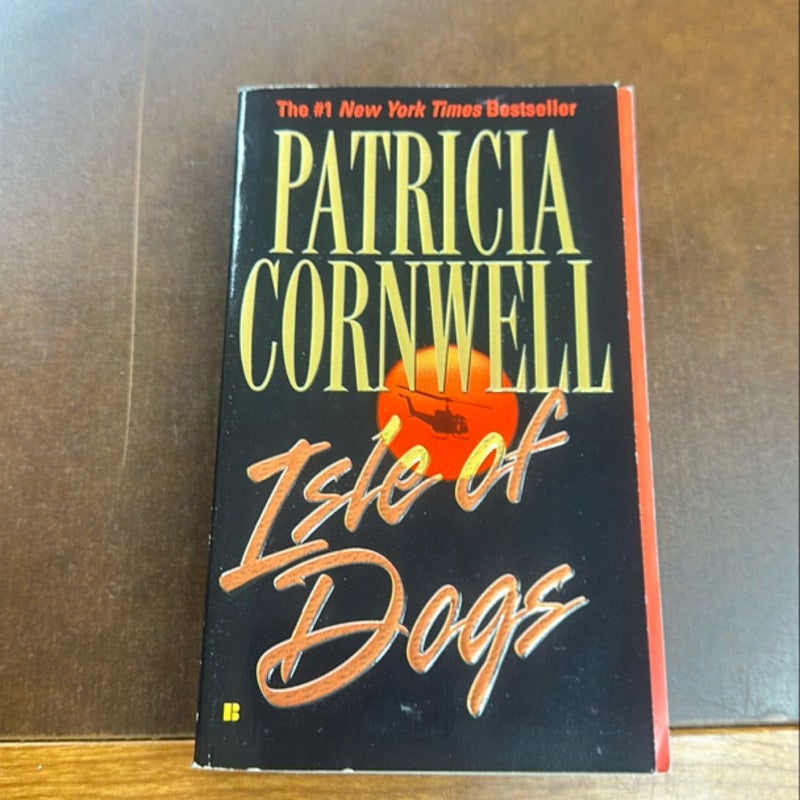 The #1 New York Times Bestseller
PATRICIA
CORNWELL
Isle of
Dogs
B